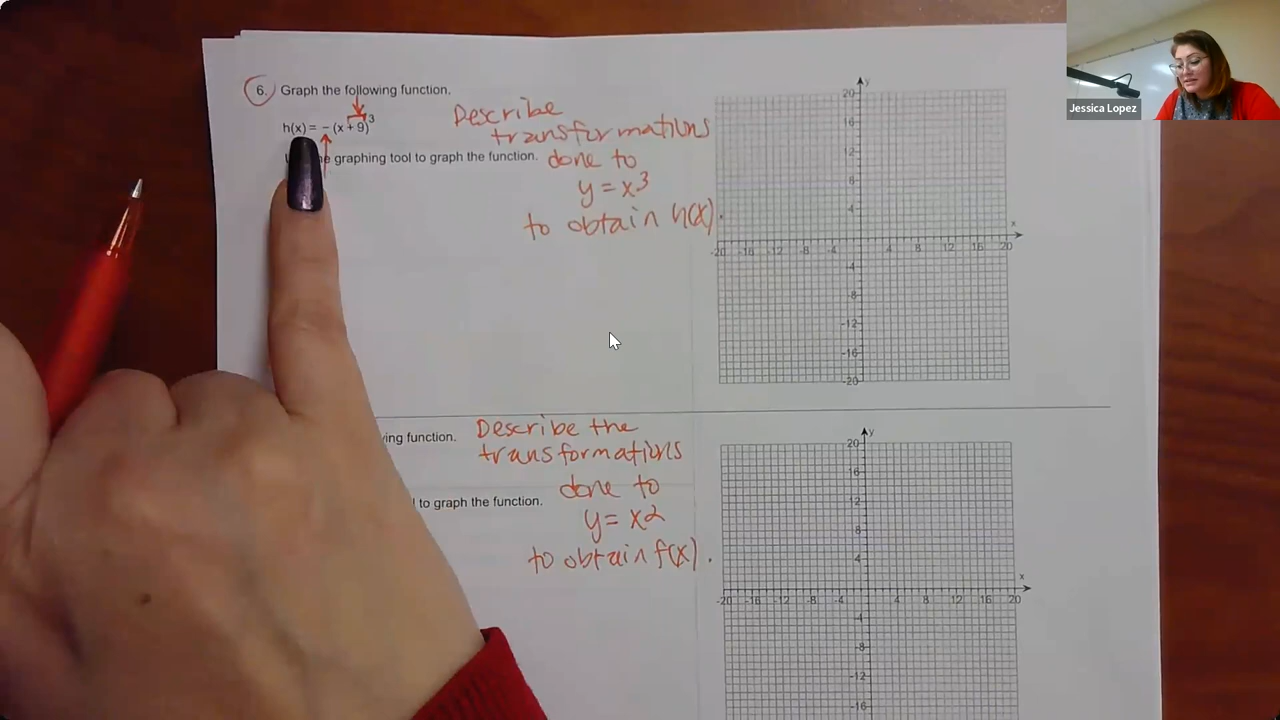 6. Graph the following function.
h(x) = - (x + 9)³
graphing tool to graph the function.
Describe
transformations
done to
y = x³
to obtain h(x).
y
20
16
12
8
4
x
-20 -16 -12 -8 -4 4 8 12 16 20
-4
-8
-12
-16
-20
function.
to graph the function.
Describe the
transformations
done to
y = x2
to obtain f(x).
y
20
16
12
8
4
x
-20 -16 -12 -8 -4 4 8 12 16 20
-4
-8
-12
-16
Jessica Lopez